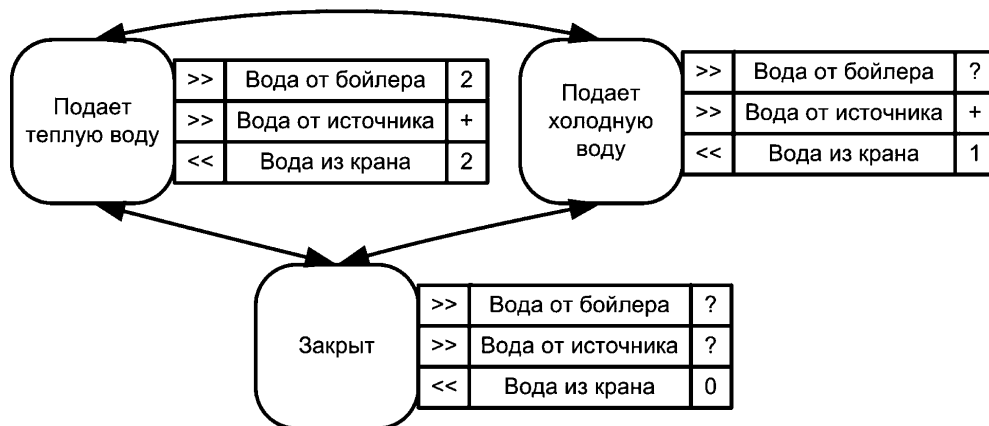 Подает
теплую воду
>> Вода от бойлера 2
>> Вода от источника +
<< Вода из крана 2
Подает
холодную
воду
>> Вода от бойлера ?
>> Вода от источника +
<< Вода из крана 1
Закрыт
>> Вода от бойлера ?
>> Вода от источника ?
<< Вода из крана 0